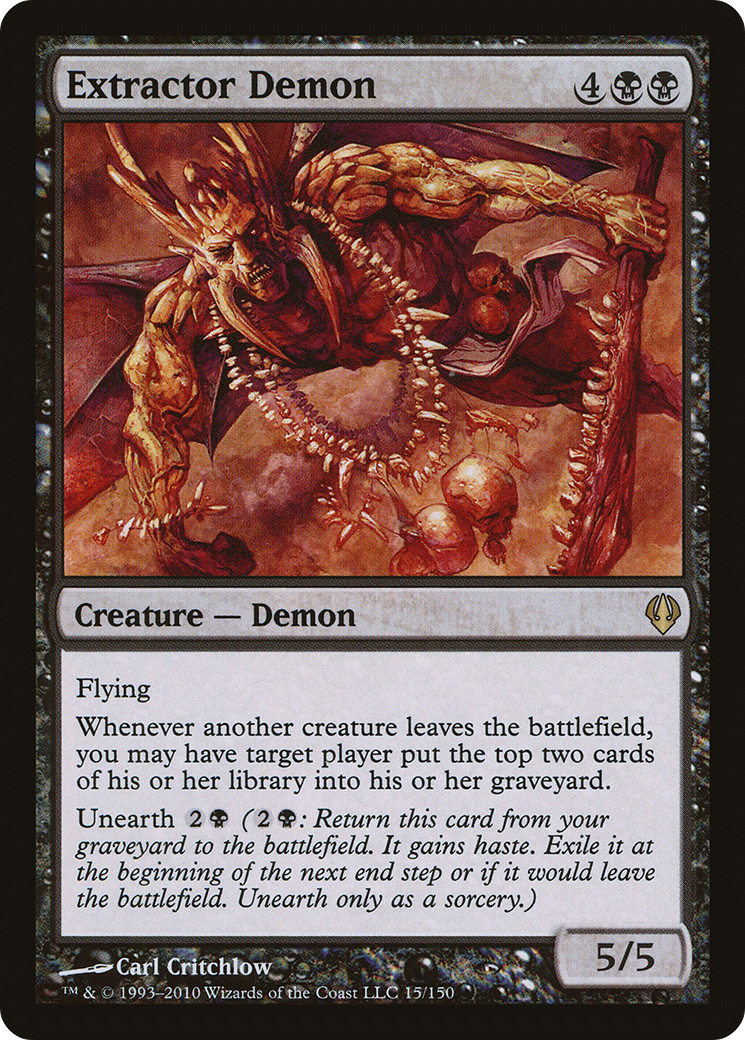 Extractor Demon 4
Creature — Demon
Flying
Whenever another creature leaves the battlefield,
you may have target player put the top two cards
of his or her library into his or her graveyard.
Unearth 2 (2: Return this card from your
graveyard to the battlefield. It gains haste. Exile it at
the beginning of the next end step or if it would leave
the battlefield. Unearth only as a sorcery.)
5/5
Carl Critchlow
™ & © 1993–2010 Wizards of the Coast LLC 15/150